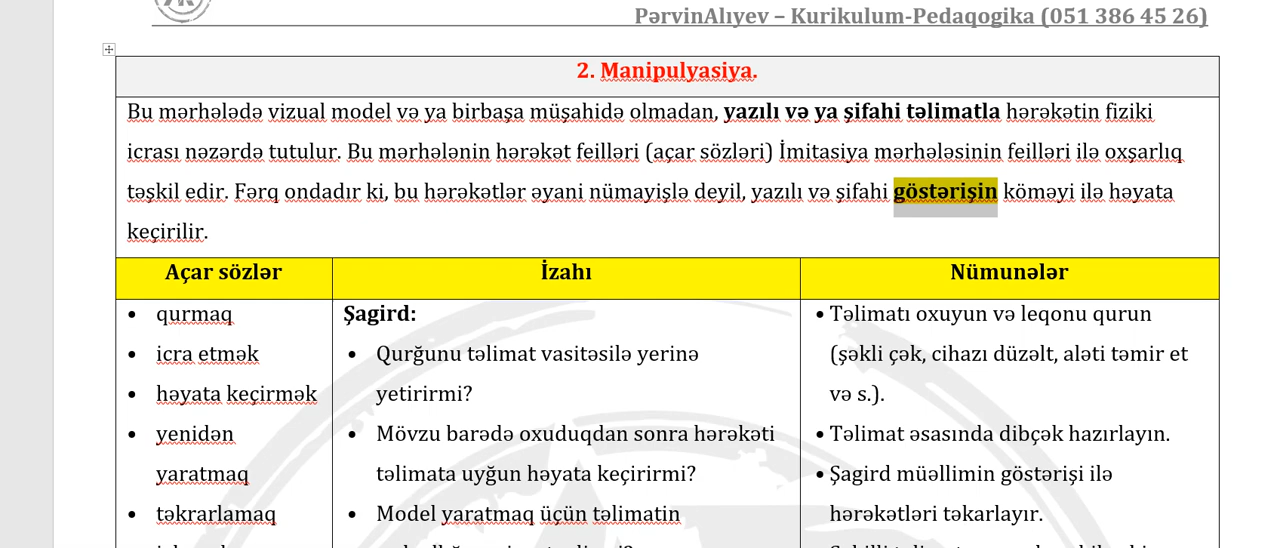 PərvinAlıyev – Kurikulum-Pedaqogika (051 386 45 26)
2. Manipulyasiya.
Bu mərhələdə vizual model və ya birbaşa müşahidə olmadan, yazılı və ya şifahi təlimatla hərəkətin fiziki
icrası nəzərdə tutulur. Bu mərhələnin hərəkət feilləri (açar sözləri) İmitasiya mərhələsinin feilləri ilə oxşarlıq
təşkil edir. Fərq ondadır ki, bu hərəkətlər əyani nümayişlə deyil, yazılı və şifahi göstərişin köməyi ilə həyata
keçirilir.
Açar sözlər
İzahı
Nümunələr
• qurmaq
• icra etmək
• həyata keçirmək
• yenidən
yaratmaq
• təkrarlamaq
Şagird:
• Qurğunu təlimat vasitəsilə yerinə
yetirirmi?
• Mövzu barədə oxuduqdan sonra hərəkəti
təlimata uyğun həyata keçirirmi?
• Model yaratmaq üçün təlimatın
• Təlimatı oxuyun və leqonu qurun
(şəkli çək, cihazı düzəlt, aləti təmir et
və s.).
• Təlimat əsasında dibçək hazırlayın.
• Şagird müəllimin göstərişi ilə
hərəkətləri təkarlayır.